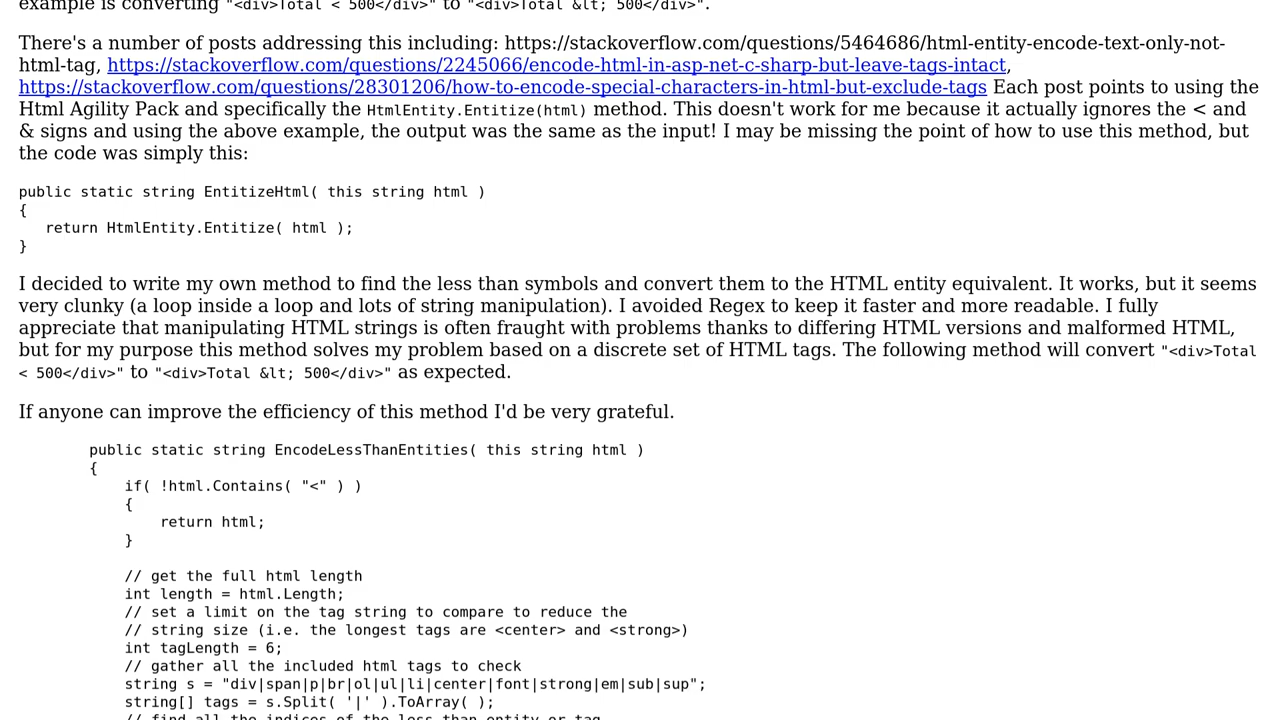 example is converting "<div>Total < 500</div>" to "<div>Total &lt; 500</div>".
There's a number of posts addressing this including: https://stackoverflow.com/questions/5464686/html-entity-encode-text-only-not-
html-tag, https://stackoverflow.com/questions/2245066/encode-html-in-asp-net-c-sharp-but-leave-tags-intact,
https://stackoverflow.com/questions/28301206/how-to-encode-special-characters-in-html-but-exclude-tags Each post points to using the
Html Agility Pack and specifically the HtmlEntity.Entitize(html) method. This doesn't work for me because it actually ignores the < and
& signs and using the above example, the output was the same as the input! I may be missing the point of how to use this method, but
the code was simply this:
public static string EntitizeHtml( this string html )
{
   return HtmlEntity.Entitize( html );
}
I decided to write my own method to find the less than symbols and convert them to the HTML entity equivalent. It works, but it seems
very clunky (a loop inside a loop and lots of string manipulation). I avoided Regex to keep it faster and more readable. I fully
appreciate that manipulating HTML strings is often fraught with problems thanks to differing HTML versions and malformed HTML,
but for my purpose this method solves my problem based on a discrete set of HTML tags. The following method will convert "<div>Total
< 500</div>" to "<div>Total &lt; 500</div>" as expected.
If anyone can improve the efficiency of this method I'd be very grateful.
        public static string EncodeLessThanEntities( this string html )
        {
            if( !html.Contains( "<" ) )
            {
                return html;
            }
            // get the full html length
            int length = html.Length;
            // set a limit on the tag string to compare to reduce the
            // string size (i.e. the longest tags are <center> and <strong>)
            int tagLength = 6;
            // gather all the included html tags to check
            string s = "div|span|p|br|ol|ul|li|center|font|strong|em|sub|sup";
            string[] tags = s.Split( '|' ).ToArray( );
            // find all the indices of the less than entity or tag